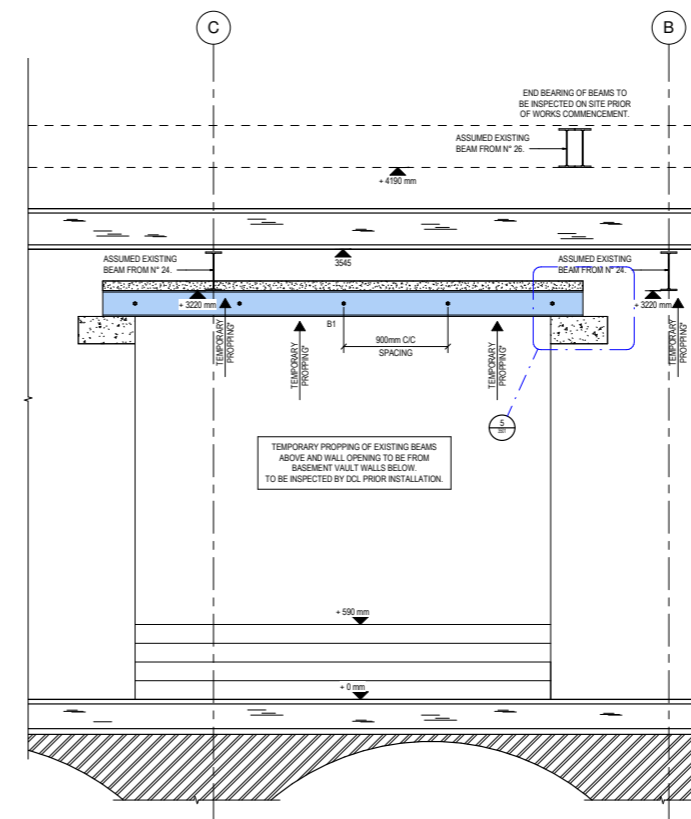 C
B
END BEARING OF BEAMS TO
BE INSPECTED ON SITE PRIOR
OF WORKS COMMENCEMENT.
ASSUMED EXISTING
BEAM FROM N° 26.
+ 4190 mm
ASSUMED EXISTING
BEAM FROM N° 24.
3545
ASSUMED EXISTING
BEAM FROM N° 24.
+ 3220 mm
+ 3220 mm
B1
900mm C/C
SPACING
TEMPORARY
PROPPING*
TEMPORARY
PROPPING*
TEMPORARY
PROPPING*
TEMPORARY
PROPPING*
5
TEMPORARY PROPPING OF EXISTING BEAMS
ABOVE AND WALL OPENING TO BE FROM
BASEMENT VAULT WALLS BELOW.
TO BE INSPECTED BY DCL PRIOR INSTALLATION.
+ 590 mm
+ 0 mm